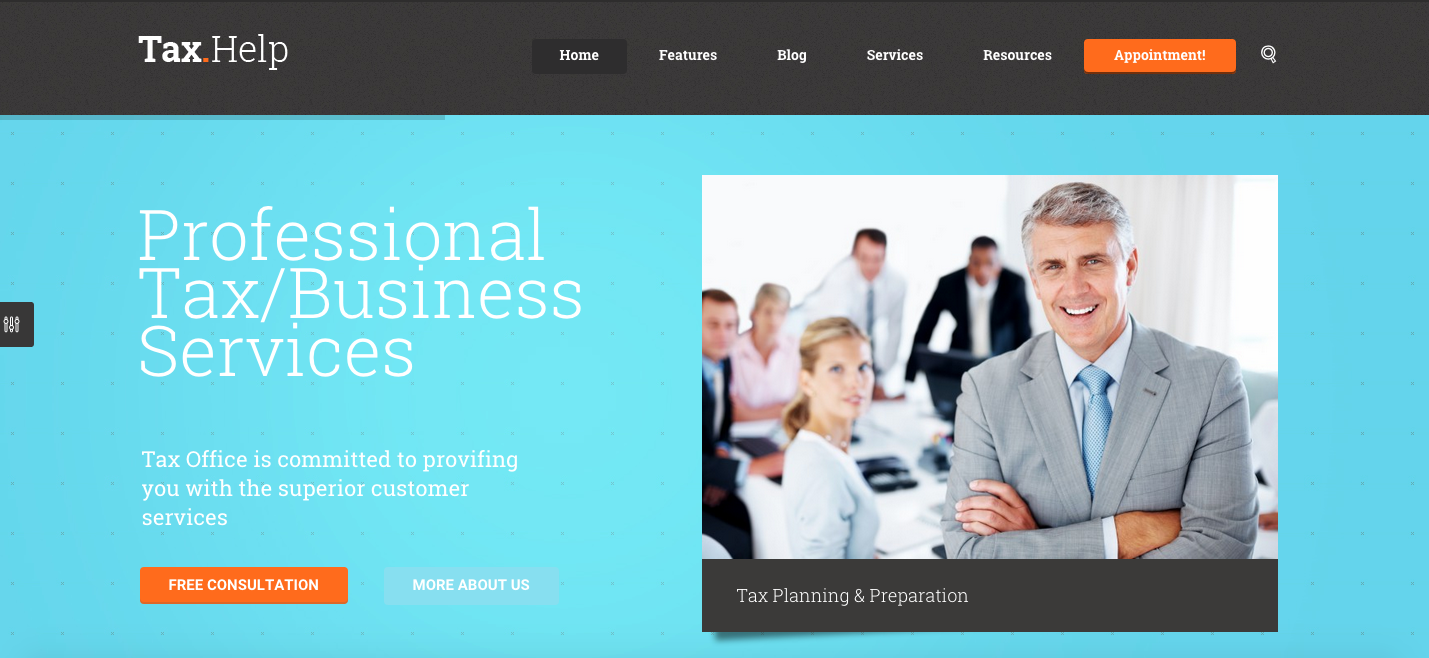 Tax.Help
Home
Features
Blog
Services
Resources
Appointment!
Professional
Tax/Business
Services
Tax Office is committed to provifing
you with the superior customer
services
FREE CONSULTATION
MORE ABOUT US
Tax Planning & Preparation